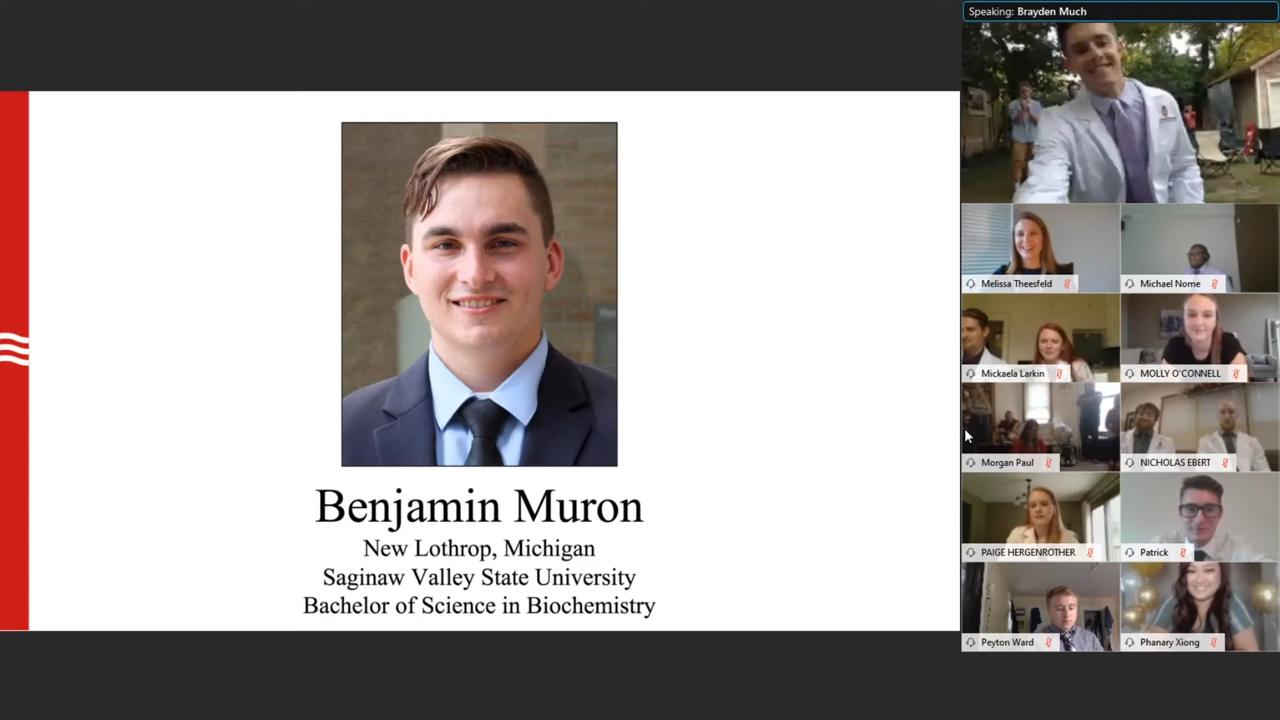 Speaking: Brayden Much
Benjamin Muron
New Lothrop, Michigan
Saginaw Valley State University
Bachelor of Science in Biochemistry
Melissa Theesfeld
Michael Nome
Mickaela Larkin
MOLLY O'CONNELL
Morgan Paul
NICHOLAS EBERT
PAIGE HERGENROTHER
Patrick
Peyton Ward
Phanary Xiong